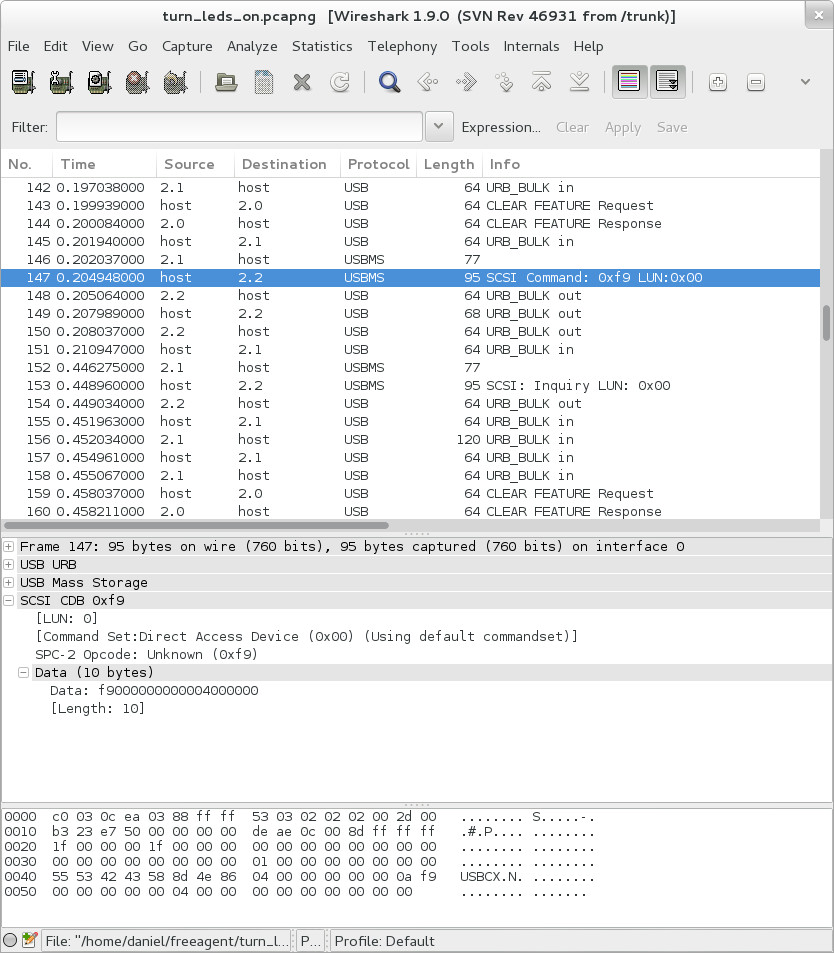 turn_leds_on.pcapng [Wireshark 1.9.0 (SVN Rev 46931 from /trunk)]
File Edit View Go Capture Analyze Statistics Telephony Tools Internals Help
Filter: Expression... Clear Apply Save
No. Time Source Destination Protocol Length Info
142 0.197038000 2.1 host USB 64 URB_BULK in
143 0.199939000 host 2.0 USB 64 CLEAR FEATURE Request
144 0.200084000 2.0 host USB 64 CLEAR FEATURE Response
145 0.201940000 host 2.1 USB 64 URB_BULK in
146 0.202037000 2.1 host USBMS 77
147 0.204948000 host 2.2 USBMS 95 SCSI Command: 0xf9 LUN:0x00
148 0.205064000 2.2 host USB 64 URB_BULK out
149 0.207989000 host 2.2 USB 68 URB_BULK out
150 0.208037000 2.2 host USB 64 URB_BULK out
151 0.210947000 host 2.1 USB 64 URB_BULK in
152 0.446275000 2.1 host USBMS 77
153 0.448960000 host 2.2 USBMS 95 SCSI: Inquiry LUN: 0x00
154 0.449034000 2.2 host USB 64 URB_BULK out
155 0.451963000 host 2.1 USB 64 URB_BULK in
156 0.452034000 2.1 host USB 120 URB_BULK in
157 0.454961000 host 2.1 USB 64 URB_BULK in
158 0.455067000 2.1 host USB 64 URB_BULK in
159 0.458037000 host 2.0 USB 64 CLEAR FEATURE Request
160 0.458211000 2.0 host USB 64 CLEAR FEATURE Response
Frame 147: 95 bytes on wire (760 bits), 95 bytes captured (760 bits) on interface 0
USB URB
USB Mass Storage
SCSI CDB 0xf9
[LUN: 0]
[Command Set:Direct Access Device (0x00) (Using default commandset)]
SPC-2 Opcode: Unknown (0xf9)
Data (10 bytes)
Data: f9000000000004000000
[Length: 10]
0000 c0 03 0c ea 03 88 ff ff 53 03 02 02 02 00 2d 00 ........ S.....-.
0010 b3 23 e7 50 00 00 00 00 de ae 0c 00 8d ff ff ff .#.P.... ........
0020 1f 00 00 00 1f 00 00 00 00 00 00 00 00 00 00 00 ........ ........
0030 00 00 00 00 00 00 00 00 01 00 00 00 00 00 00 00 ........ ........
0040 55 53 42 43 58 8d 4e 86 04 00 00 00 00 00 0a f9 USBCX.N. ........
0050 00 00 00 00 00 04 00 00 00 00 00 00 00 00 00 ........ .......
File: "/home/daniel/freeagent/turn_l... P... Profile: Default